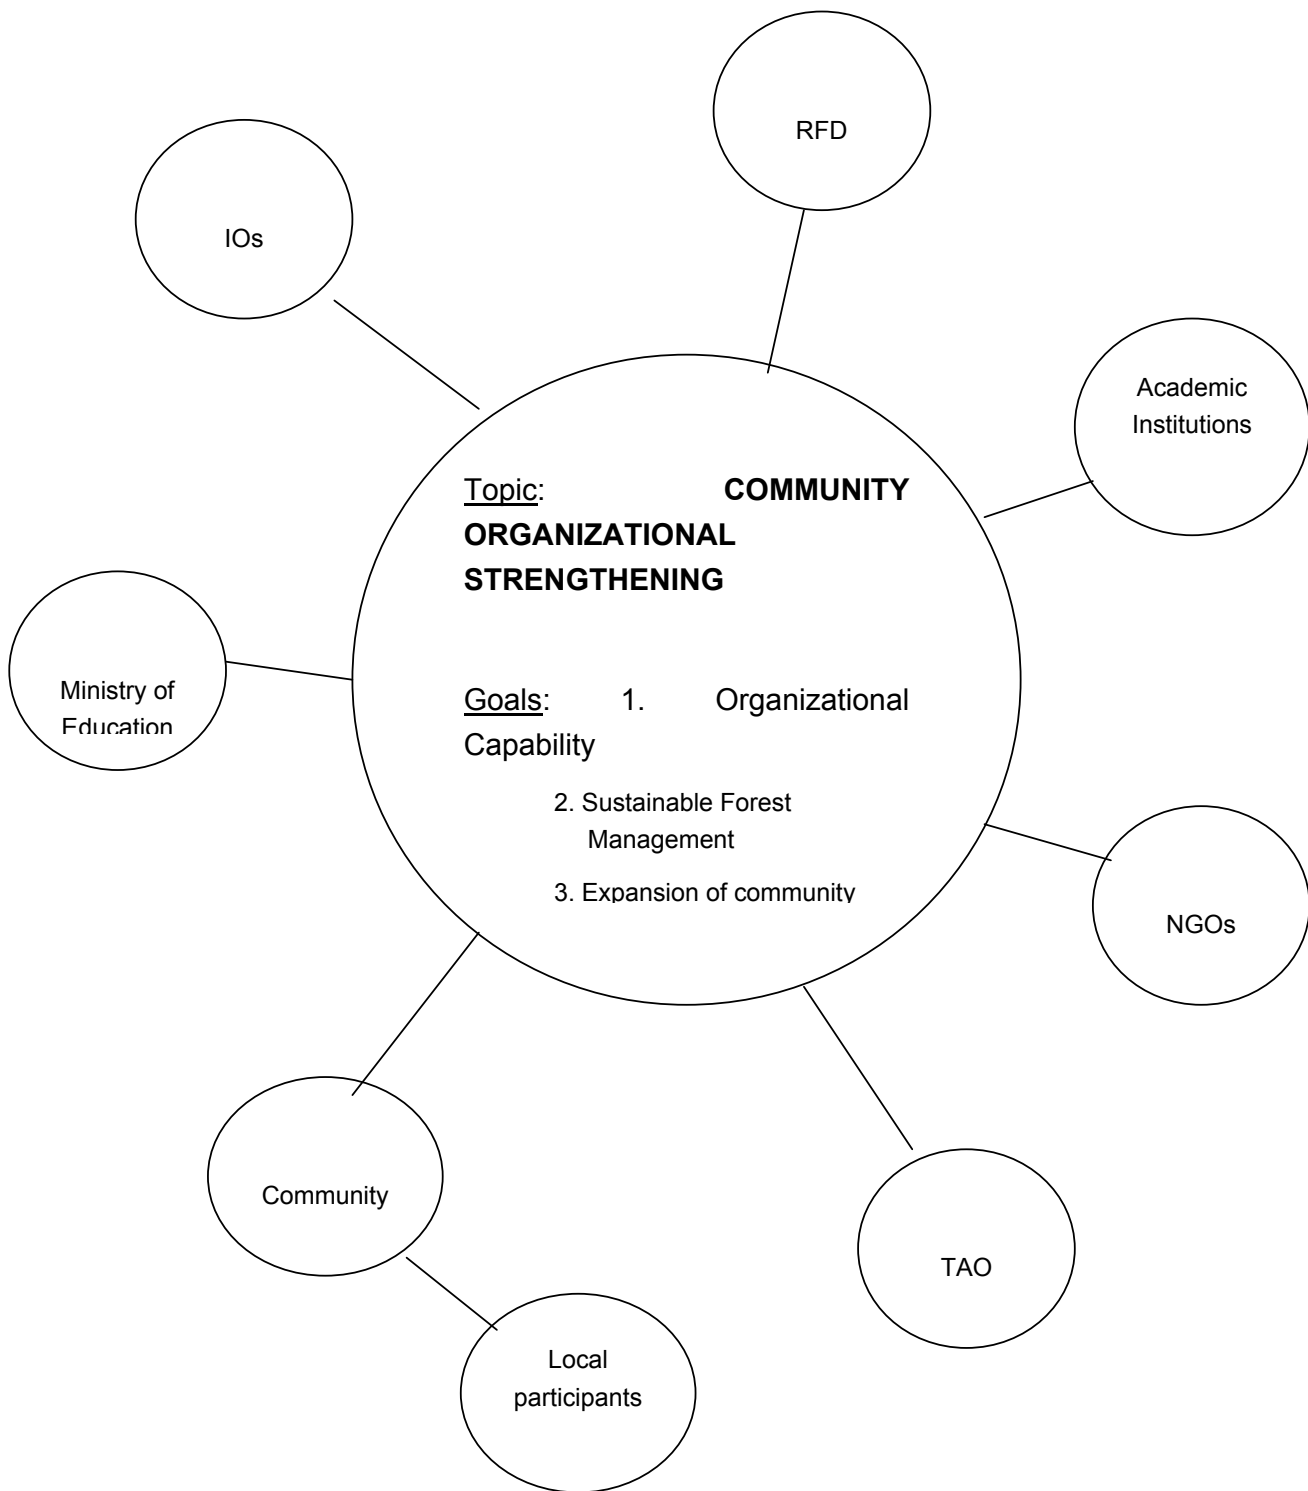 RFD
IOs
Academic
Institutions
Topic: COMMUNITY
ORGANIZATIONAL
STRENGTHENING
Goals: 1. Organizational
Capability
2. Sustainable Forest
Management
3. Expansion of community
Ministry of
Education
NGOs
Community
TAO
Local
participants